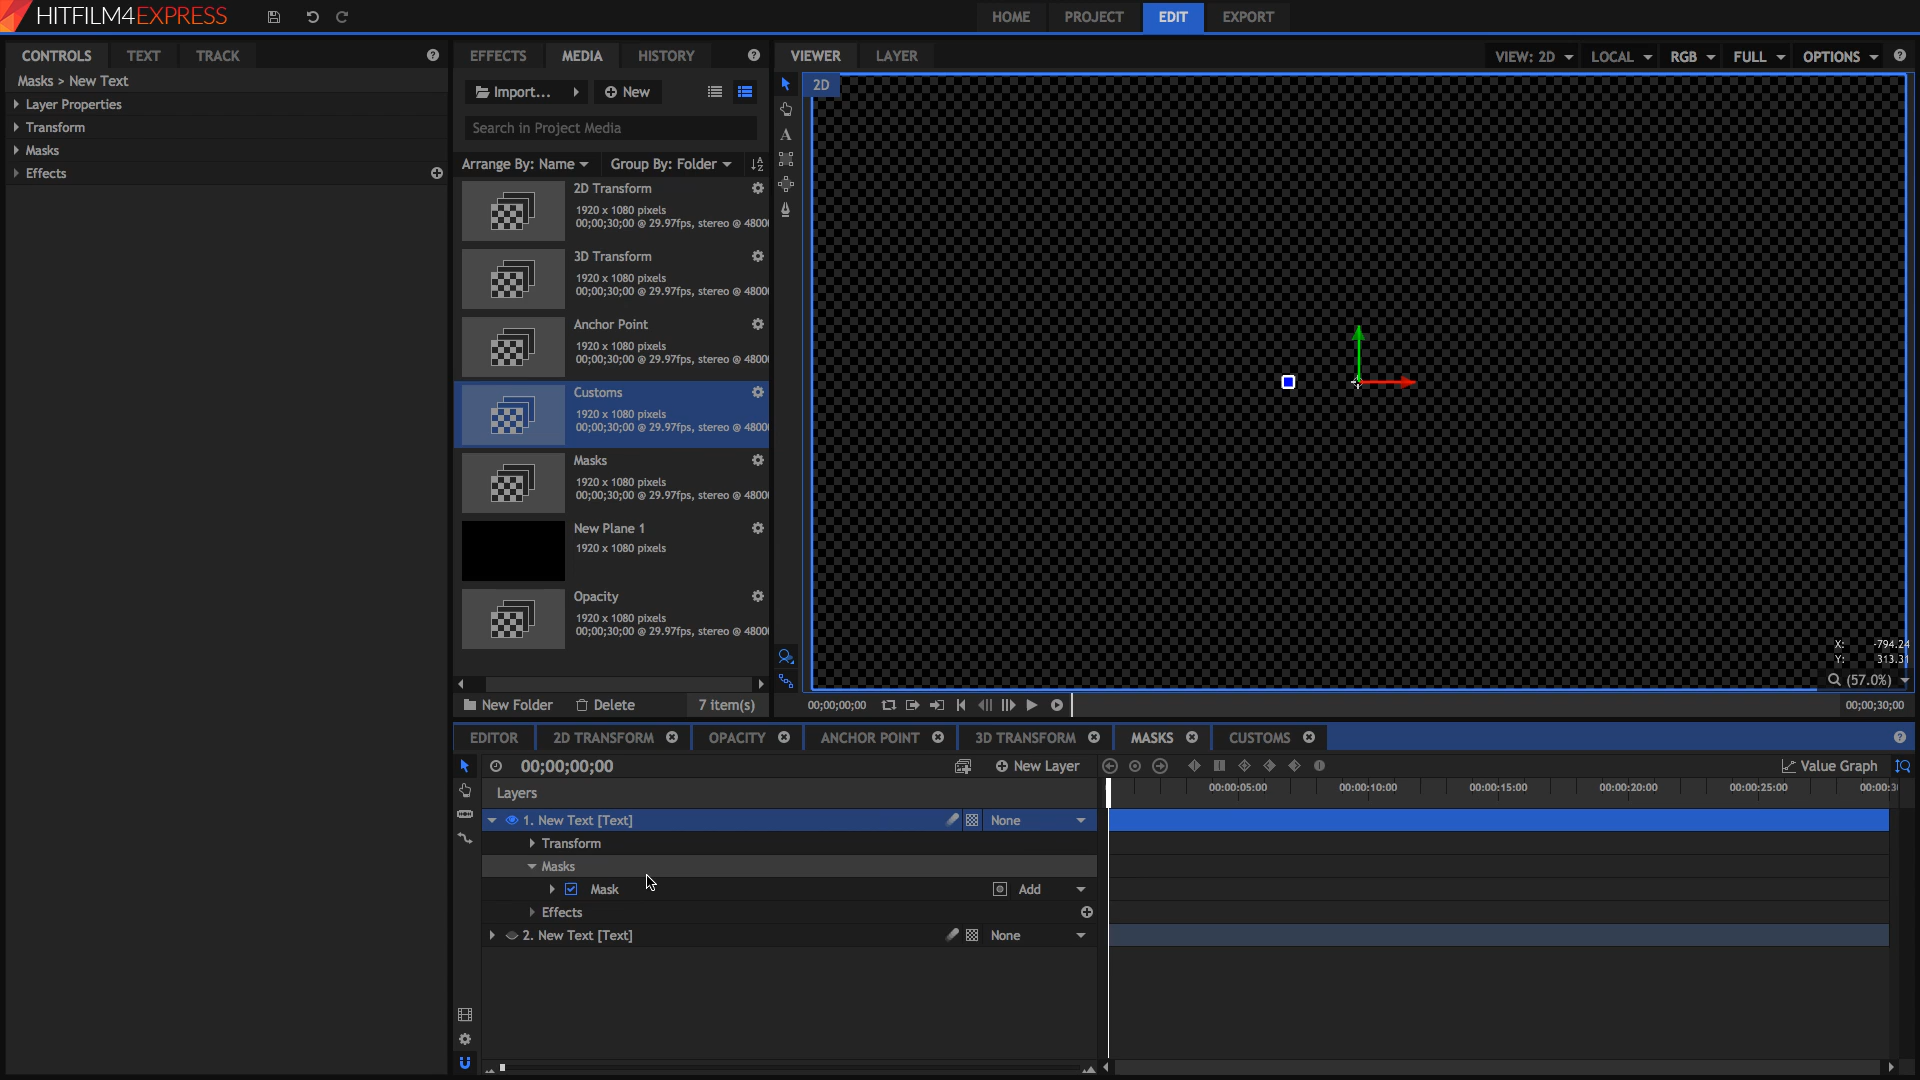 HITFILM4EXPRESS
HOME PROJECT EDIT EXPORT
CONTROLS TEXT TRACK
Masks > New Text
Layer Properties
Transform
Masks
Effects
EFFECTS MEDIA HISTORY
Import... New
Search in Project Media
Arrange By: Name Group By: Folder
2D Transform
1920 x 1080 pixels
00;00;30;00 @ 29.97fps, stereo @ 4800
3D Transform
1920 x 1080 pixels
00;00;30;00 @ 29.97fps, stereo @ 4800
Anchor Point
1920 x 1080 pixels
00;00;30;00 @ 29.97fps, stereo @ 4800
Customs
1920 x 1080 pixels
00;00;30;00 @ 29.97fps, stereo @ 4800
Masks
1920 x 1080 pixels
00;00;30;00 @ 29.97fps, stereo @ 4800
New Plane 1
1920 x 1080 pixels
Opacity
1920 x 1080 pixels
00;00;30;00 @ 29.97fps, stereo @ 4800
New Folder Delete 7 item(s)
VIEWER LAYER
VIEW: 2D LOCAL RGB FULL OPTIONS
2D
X: -794.24
Y: 313.31
(57.0%)
00;00;00;00
00;00;30;00
EDITOR 2D TRANSFORM OPACITY ANCHOR POINT 3D TRANSFORM MASKS CUSTOMS
00;00;00;00 New Layer Value Graph
Layers
00:00:05:00 00:00:10:00 00:00:15:00 00:00:20:00 00:00:25:00 00:00:3
1. New Text [Text] None
Transform
Masks
Mask Add
Effects
2. New Text [Text] None